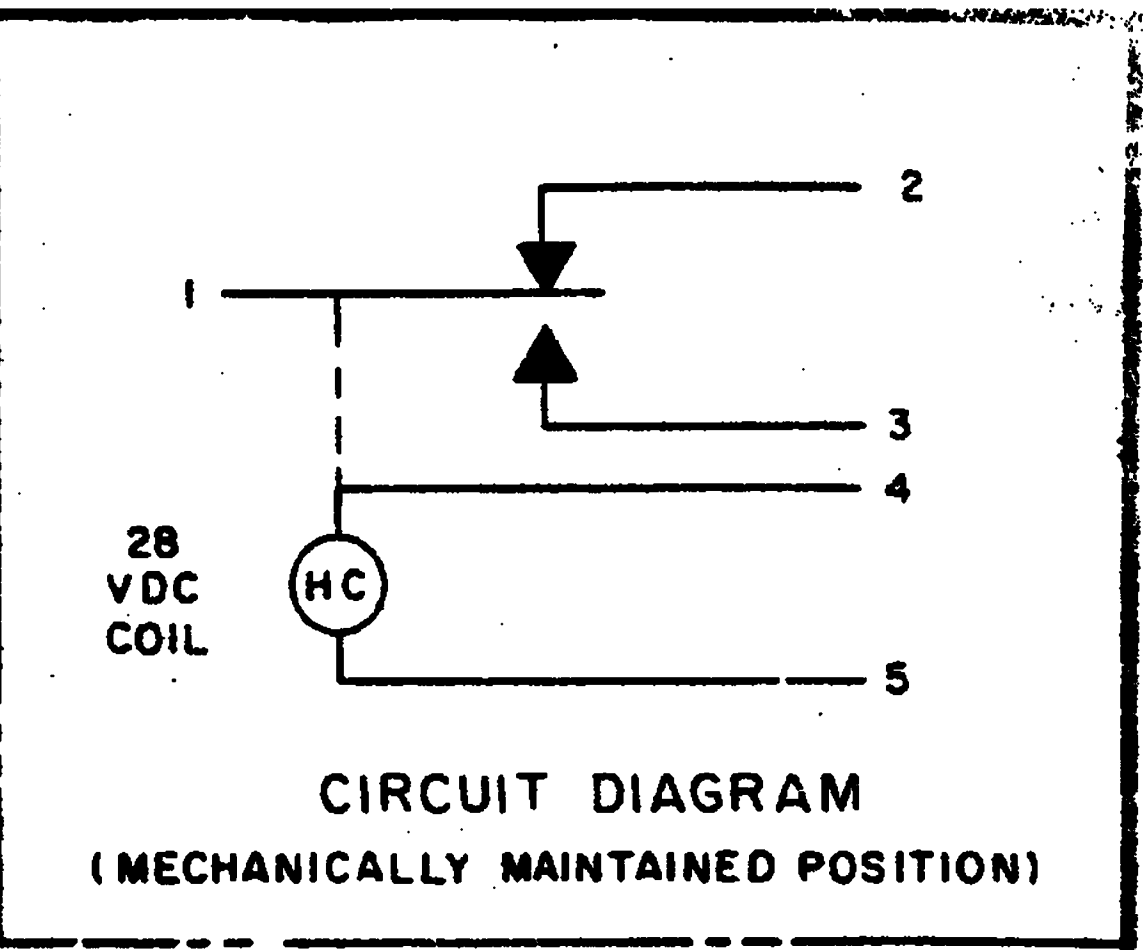 2
1
3
4
28
VDC
COIL
HC
5
CIRCUIT DIAGRAM
(MECHANICALLY MAINTAINED POSITION)